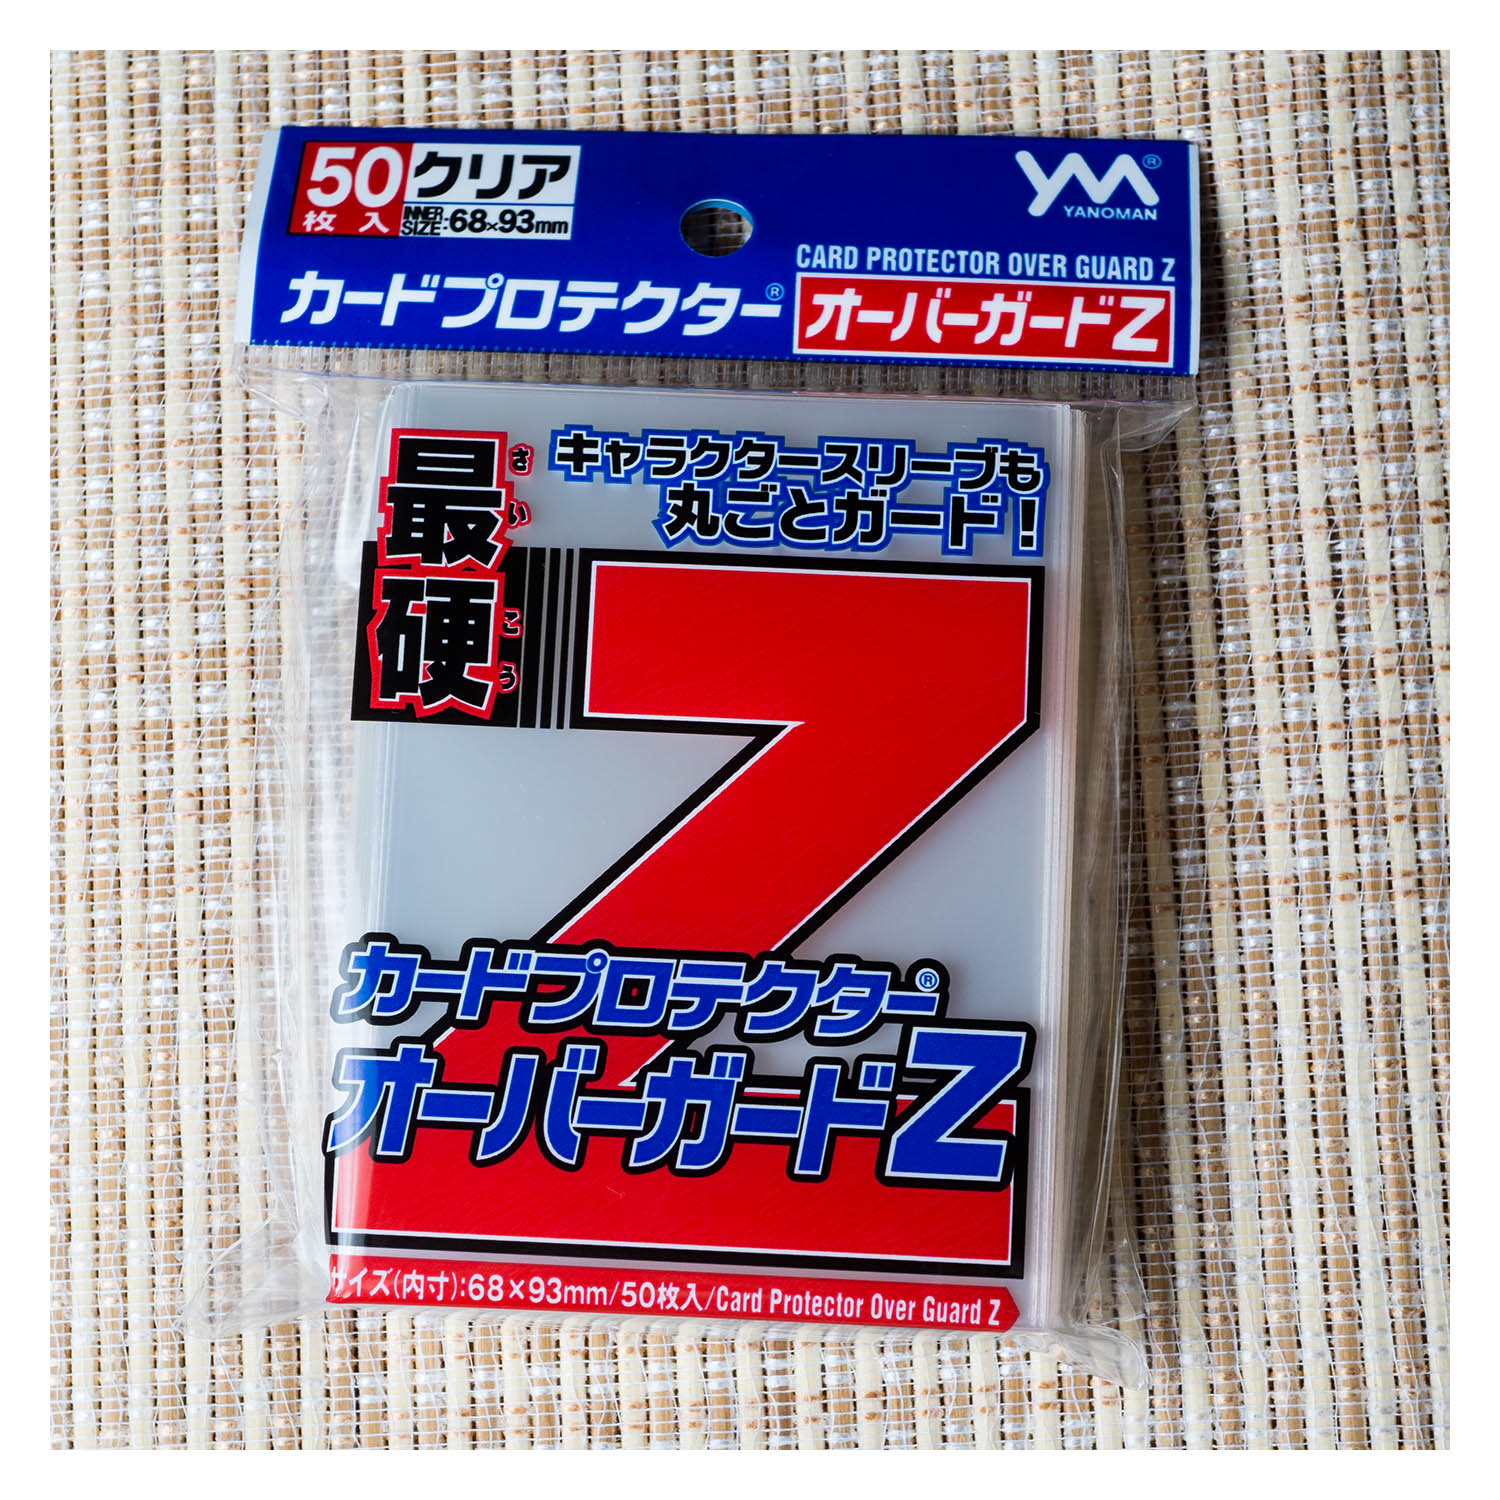 50枚入
クリア
INNER SIZE-68×93mm
YM®
YANOMAN
CARD PROTECTOR OVER GUARD Z
カードプロテクター®
オーバーガードZ
最硬
さいこう
キャラクタースリーブも
丸ごとガード!
カードプロテクター®
オーバーガードZ
サイズ(内寸):68×93mm/50枚入/Card Protector Over Guard Z